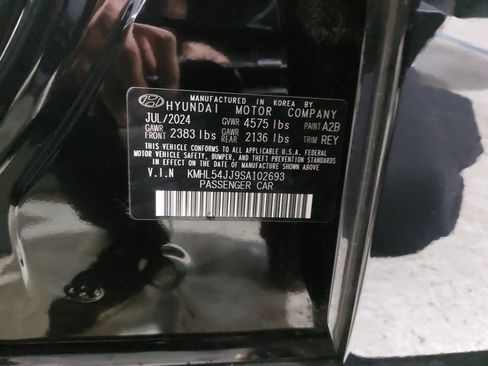 MANUFACTURED IN KOREA BY
HYUNDAI MOTOR COMPANY
JUL/2024 GVWR 4575 lbs PAINT A2B
GAWR FRONT 2383 lbs GAWR REAR 2136 lbs TRIM REY
THIS VEHICLE CONFORMS TO ALL APPLICABLE U.S. FEDERAL
MOTOR VEHICLE SAFETY, BUMPER, AND THEFT PREVENTION
STANDARDS IN EFFECT ON THE DATE OF MANUFACTURE
SHOWN ABOVE
V.I.N KMHL54JJ9SA102693
PASSENGER CAR